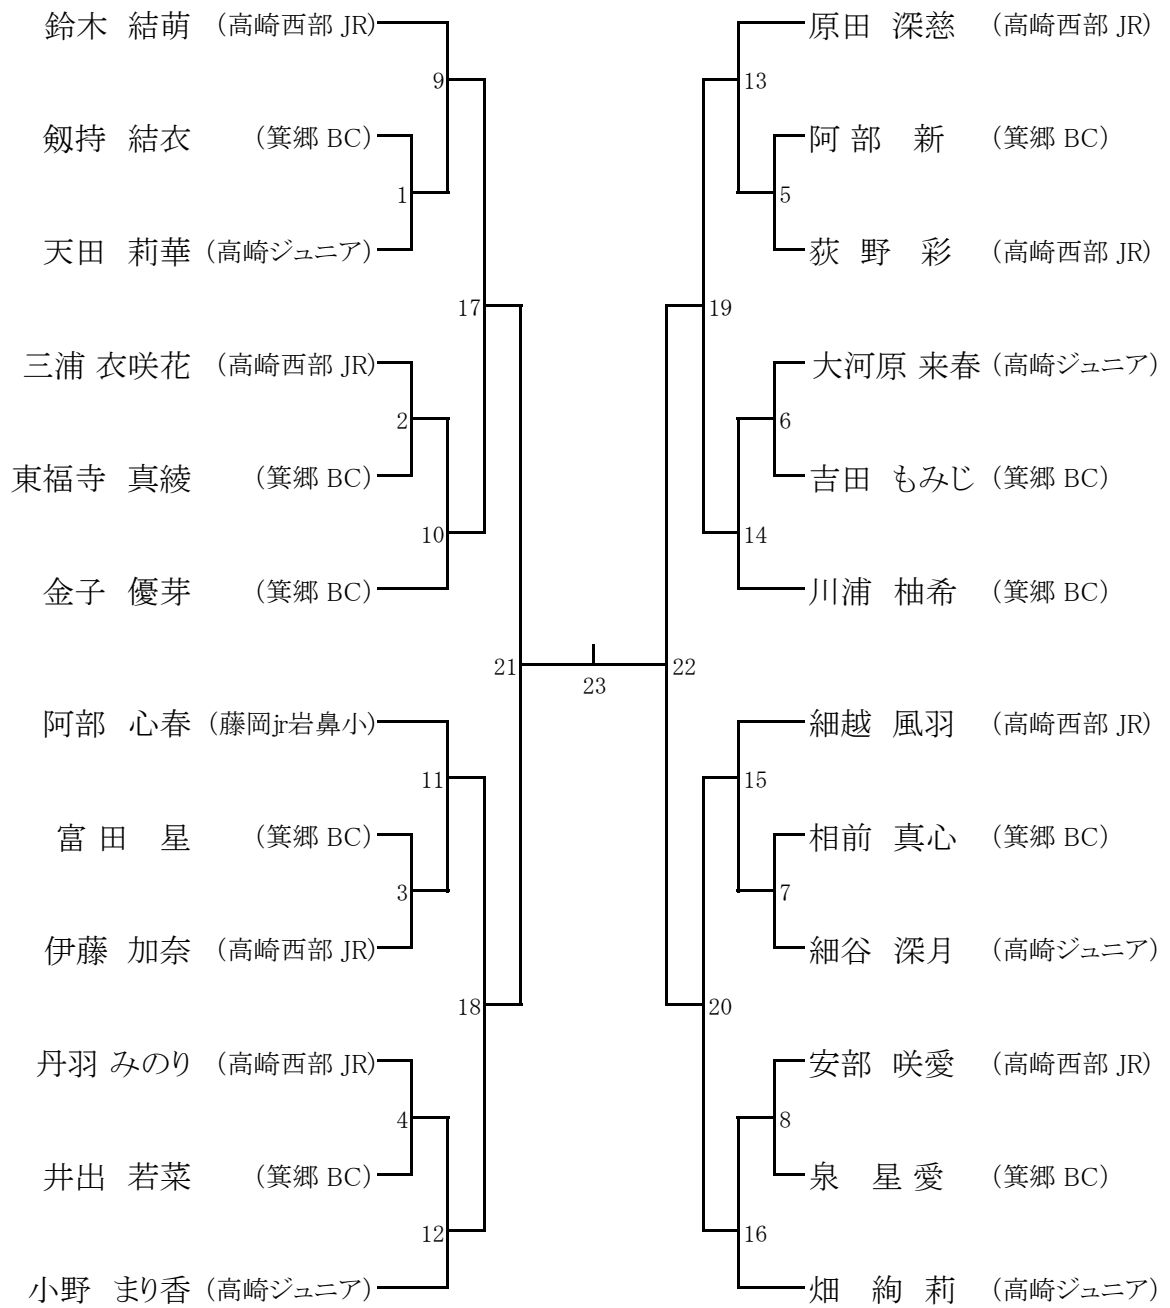 鈴木 結萌 (高崎西部 JR) 原田 深慈 (高崎西部 JR)
9 13
剱持 結衣 (箕郷 BC) 阿部 新 (箕郷 BC)
1 5
天田 莉華 (高崎ジュニア) 荻野 彩 (高崎西部 JR)
17 19
三浦 衣咲花 (高崎西部 JR) 大河原 来春 (高崎ジュニア)
2 6
東福寺 真綾 (箕郷 BC) 吉田 もみじ (箕郷 BC)
10 14
金子 優芽 (箕郷 BC) 川浦 柚希 (箕郷 BC)
21 22
23
阿部 心春 (藤岡jr岩鼻小) 細越 風羽 (高崎西部 JR)
11 15
富田 星 (箕郷 BC) 相前 真心 (箕郷 BC)
3 7
伊藤 加奈 (高崎西部 JR) 細谷 深月 (高崎ジュニア)
18 20
丹羽 みのり (高崎西部 JR) 安部 咲愛 (高崎西部 JR)
4 8
井出 若菜 (箕郷 BC) 泉 星愛 (箕郷 BC)
12 16
小野 まり香 (高崎ジュニア) 畑 絢莉 (高崎ジュニア)